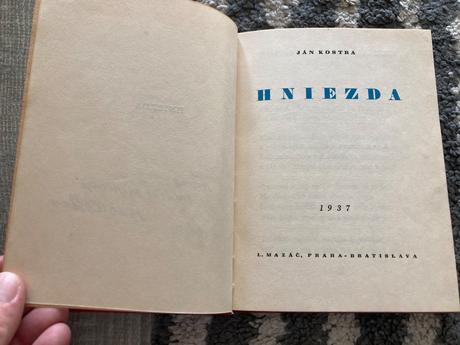 JÁN KOSTRA
HNIEZDA
1937
L. MAZÁČ, PRAHA-BRATISLAVA